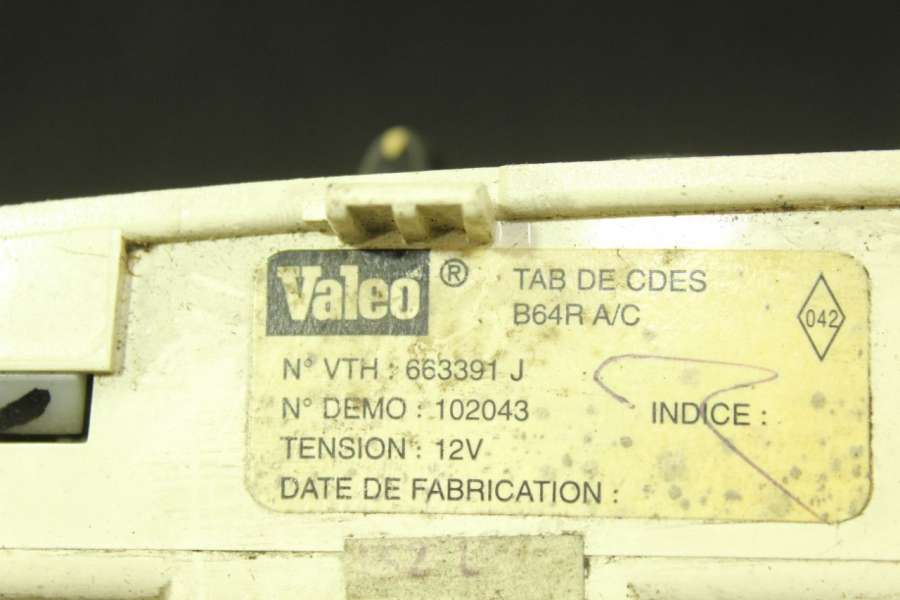 Valeo ® TAB DE CDES
B64R A/C
042
N° VTH : 663391 J
N° DEMO : 102043 INDICE :
TENSION : 12V
DATE DE FABRICATION :